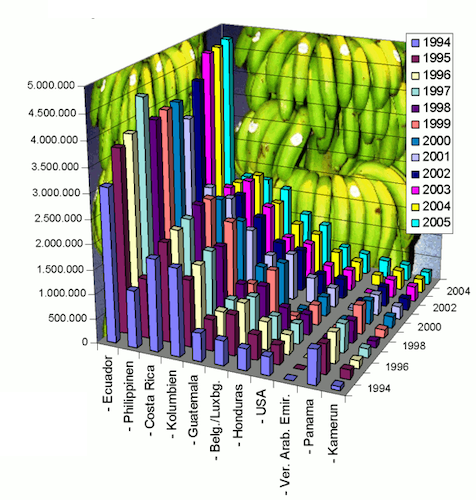 1994
1995
1996
1997
1998
1999
2000
2001
2002
2003
2004
2005
5.000.000
4.500.000
4.000.000
3.500.000
3.000.000
2.500.000
2.000.000
1.500.000
1.000.000
500.000
0
2004
2002
2000
1998
1996
1994
- Ecuador
- Philippinen
- Costa Rica
- Kolumbien
- Guatemala
- Belg./Luxbg.
- Honduras
- USA
- Ver. Arab. Emir.
- Panama
- Kamerun